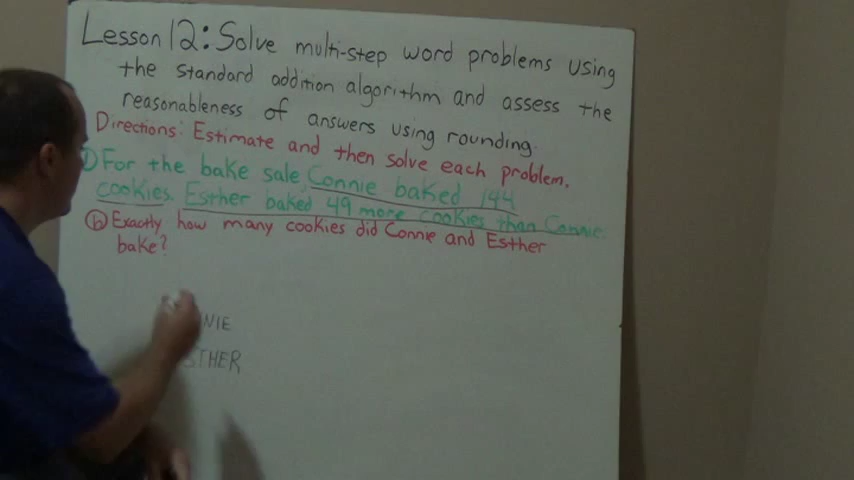 Lesson 12: Solve multi-step word problems using
the standard addition algorithm and assess the
reasonableness of answers using rounding.
Directions: Estimate and then solve each problem.
1) For the bake sale, Connie baked 144
cookies. Esther baked 49 more cookies than Connie.
b) Exactly how many cookies did Connie and Esther
bake?